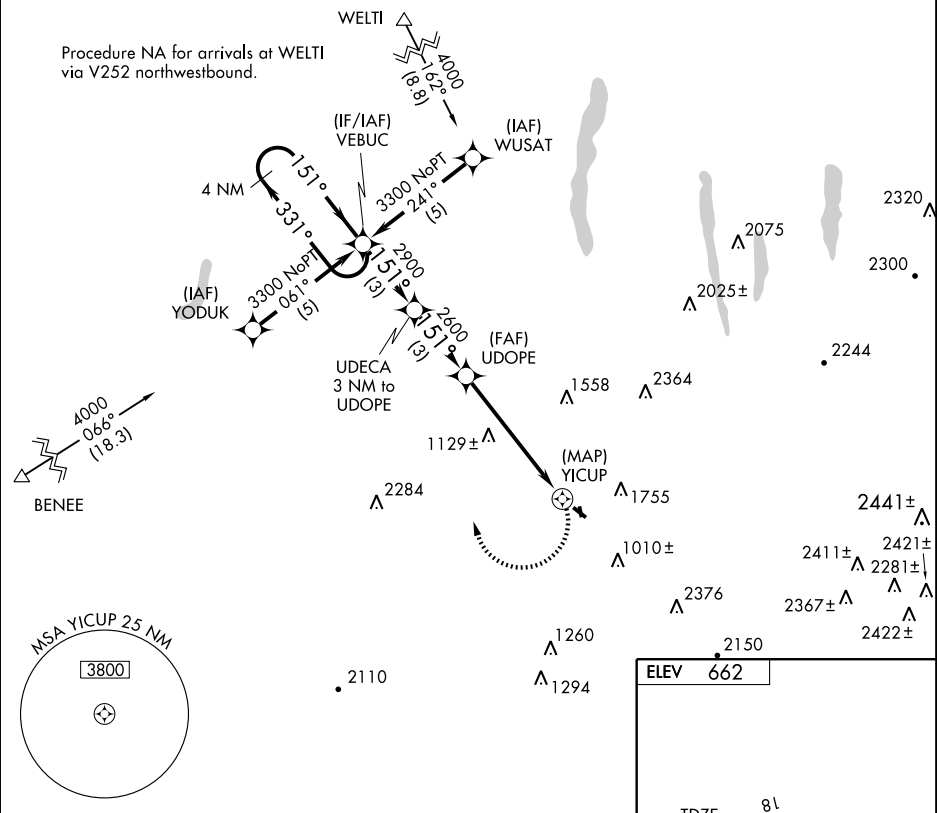 WELTI
Procedure NA for arrivals at WELTI
via V252 northwestbound.
4000
162°
(8.8)
(IF/IAF)
VEBUC
(IAF)
WUSAT
4 NM
151°
331°
3300 NoPT
241°
(5)
2320
2075
2300
(IAF)
YODUK
3300 NoPT
061°
(5)
2900
151°
(3)
2025±
2600
151°
(3)
(FAF)
UDOPE
UDECA
3 NM to
UDOPE
2244
1558
2364
4000
066°
(18.3)
BENEE
1129±
(MAP)
YICUP
2284
1755
2441±
1010±
2411±
2421±
2281±
2376
2367±
2422±
MSA YICUP 25 NM
3800
1260
2150
2110
1294
ELEV 662
TDZE
18